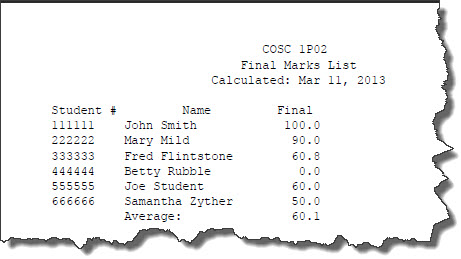 COSC 1P02
Final Marks List
Calculated: Mar 11, 2013
Student # Name Final
111111 John Smith 100.0
222222 Mary Mild 90.0
333333 Fred Flintstone 60.8
444444 Betty Rubble 0.0
555555 Joe Student 60.0
666666 Samantha Zyther 50.0
Average: 60.1